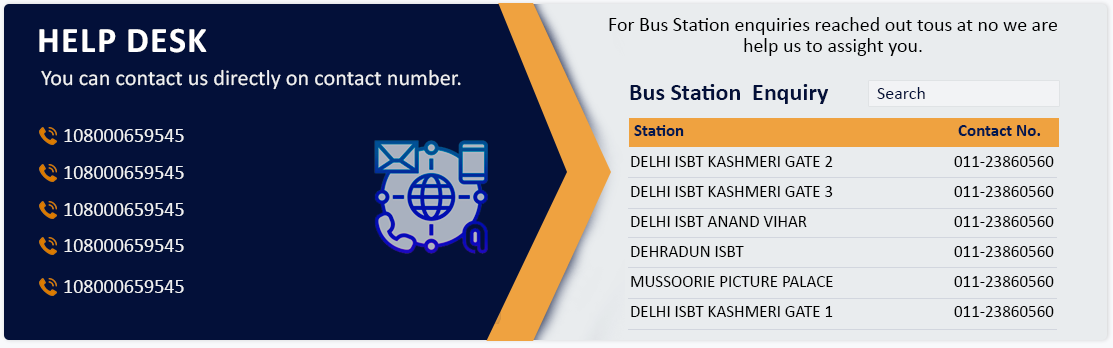 HELP DESK
You can contact us directly on contact number.
108000659545
108000659545
108000659545
108000659545
108000659545
For Bus Station enquiries reached out tous at no we are
help us to assight you.
Bus Station Enquiry
Search
Station Contact No.
DELHI ISBT KASHMERI GATE 2 011-23860560
DELHI ISBT KASHMERI GATE 3 011-23860560
DELHI ISBT ANAND VIHAR 011-23860560
DEHRADUN ISBT 011-23860560
MUSSOORIE PICTURE PALACE 011-23860560
DELHI ISBT KASHMERI GATE 1 011-23860560